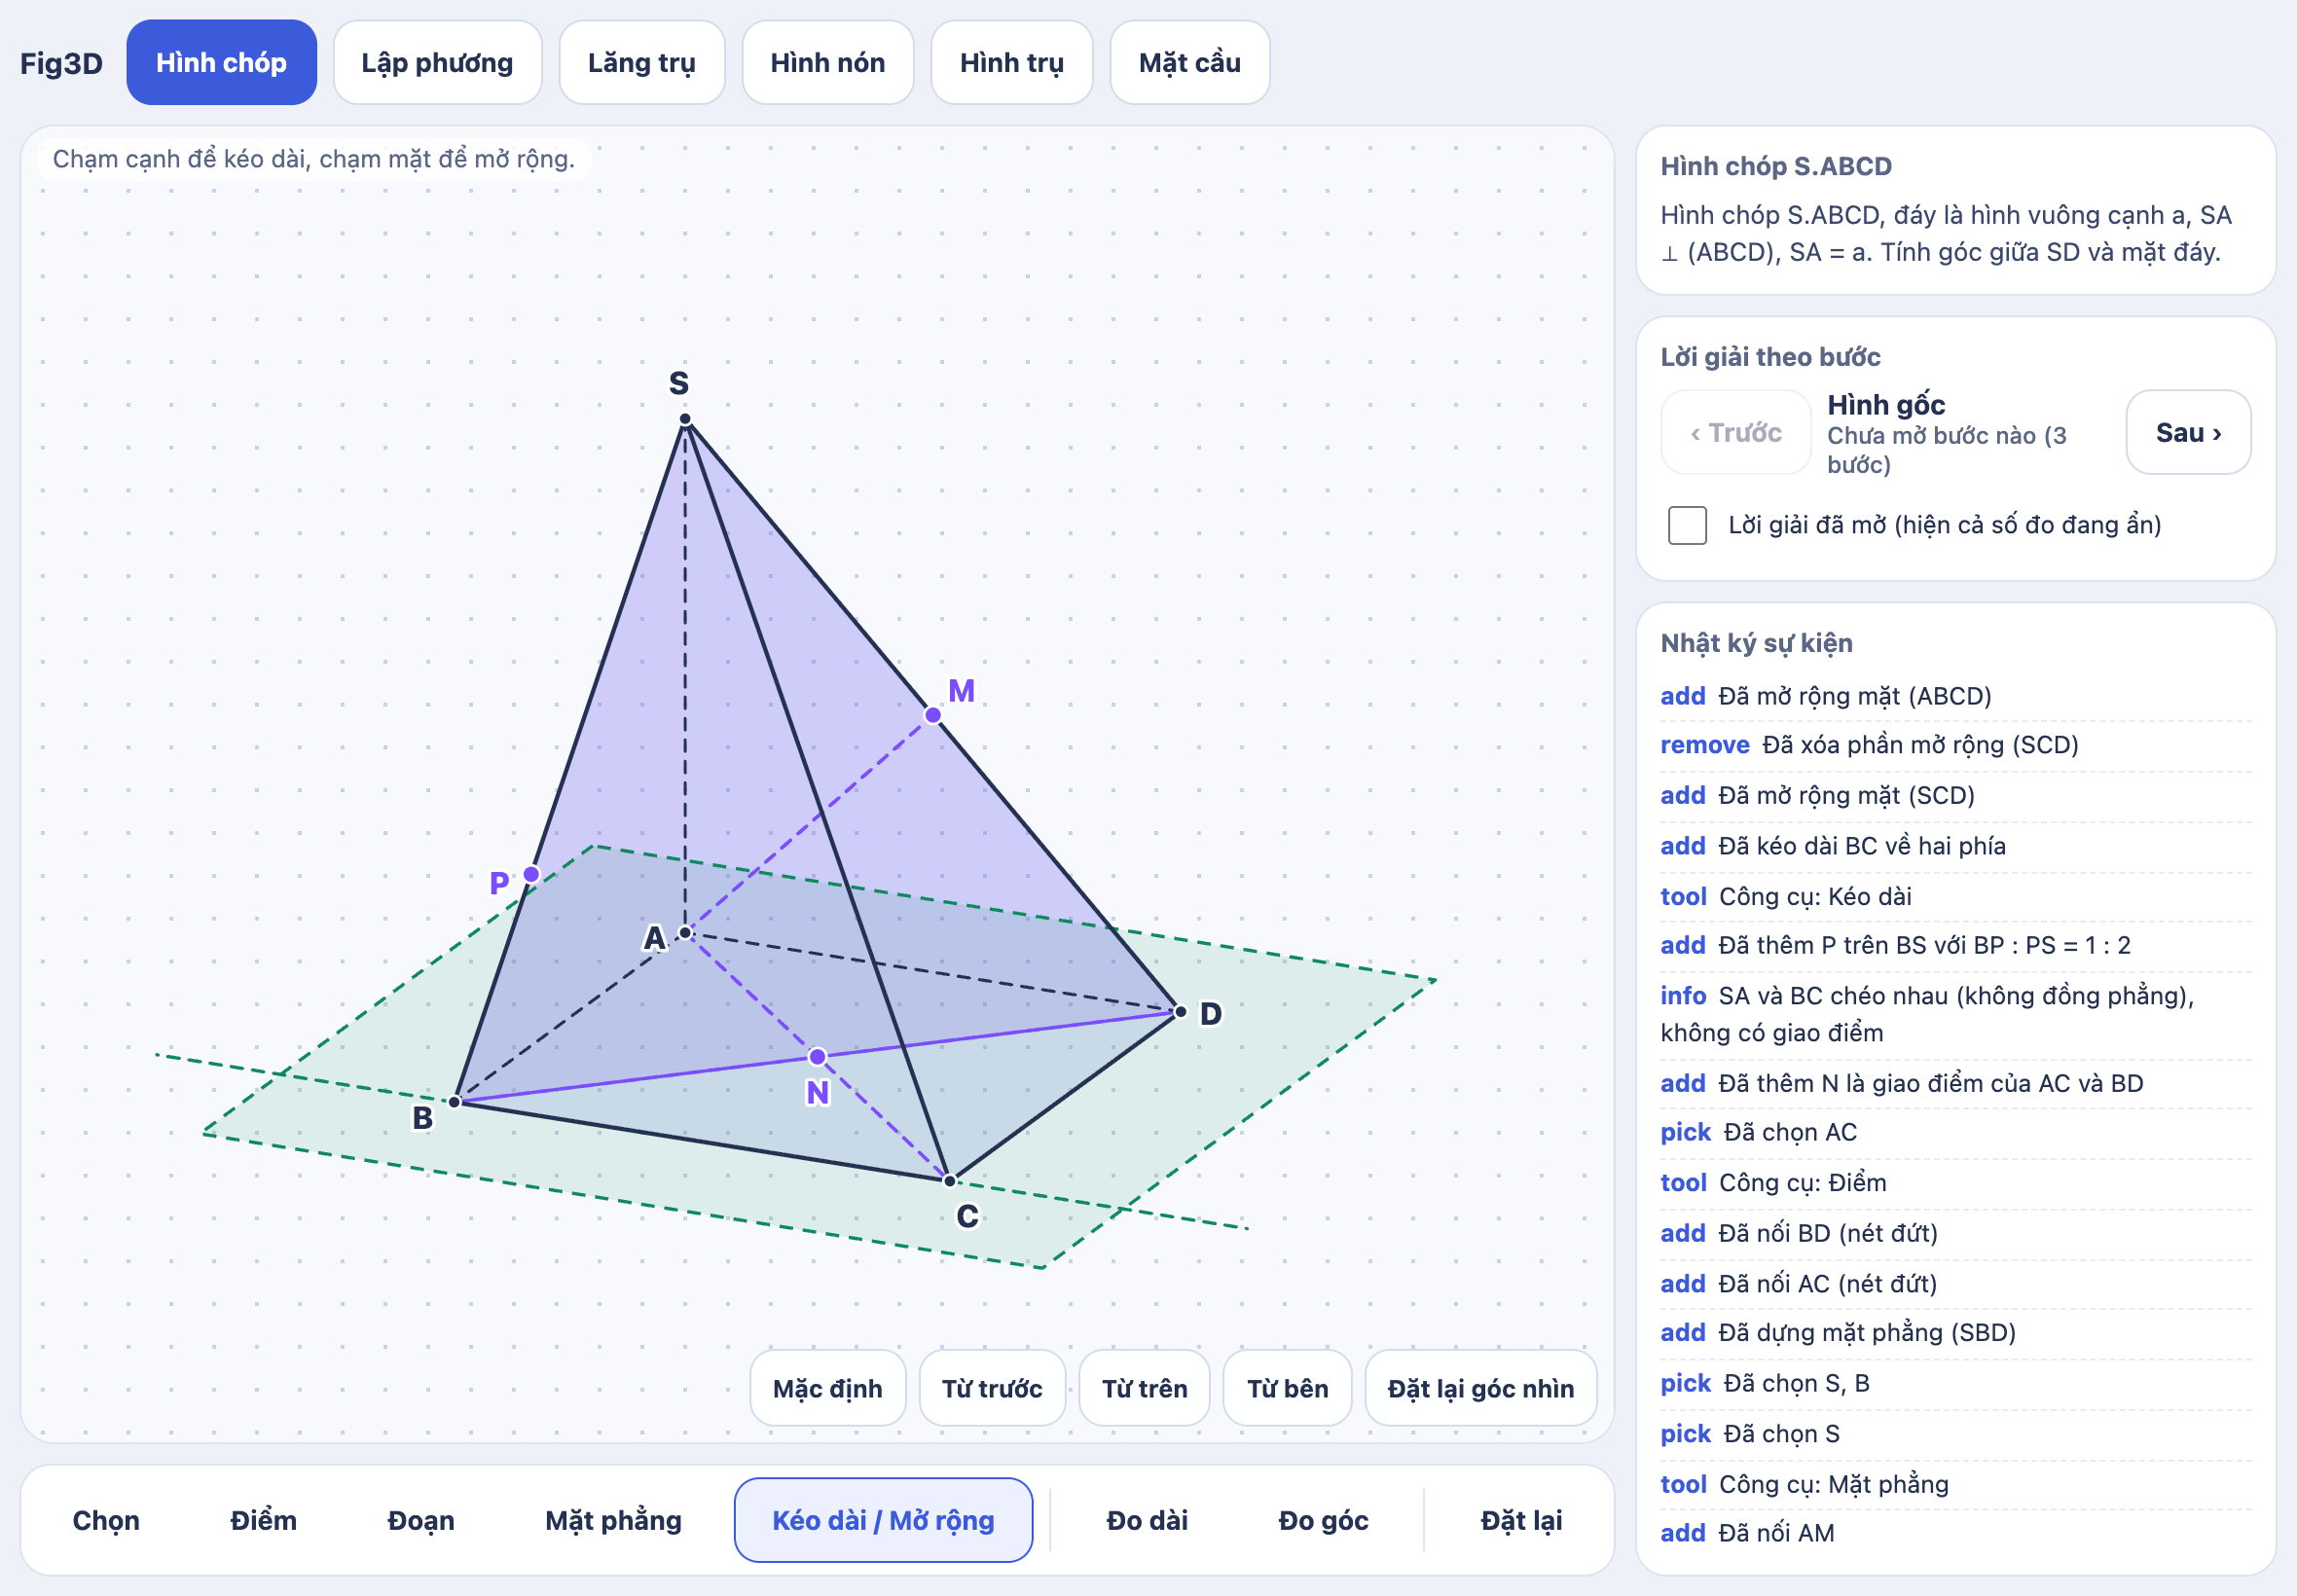 Fig3D
Hình chóp
Lập phương
Lăng trụ
Hình nón
Hình trụ
Mặt cầu
Chạm cạnh để kéo dài, chạm mặt để mở rộng.
S
M
P
A
D
B
N
C
Mặc định
Từ trước
Từ trên
Từ bên
Đặt lại góc nhìn
Chọn
Điểm
Đoạn
Mặt phẳng
Kéo dài / Mở rộng
Đo dài
Đo góc
Đặt lại
Hình chóp S.ABCD
Hình chóp S.ABCD, đáy là hình vuông cạnh a, SA
⊥ (ABCD), SA = a. Tính góc giữa SD và mặt đáy.
Lời giải theo bước
‹ Trước
Hình gốc
Chưa mở bước nào (3
bước)
Sau ›
Lời giải đã mở (hiện cả số đo đang ẩn)
Nhật ký sự kiện
add Đã mở rộng mặt (ABCD)
remove Đã xóa phần mở rộng (SCD)
add Đã mở rộng mặt (SCD)
add Đã kéo dài BC về hai phía
tool Công cụ: Kéo dài
add Đã thêm P trên BS với BP : PS = 1 : 2
info SA và BC chéo nhau (không đồng phẳng),
không có giao điểm
add Đã thêm N là giao điểm của AC và BD
pick Đã chọn AC
tool Công cụ: Điểm
add Đã nối BD (nét đứt)
add Đã nối AC (nét đứt)
add Đã dựng mặt phẳng (SBD)
pick Đã chọn S, B
pick Đã chọn S
tool Công cụ: Mặt phẳng
add Đã nối AM